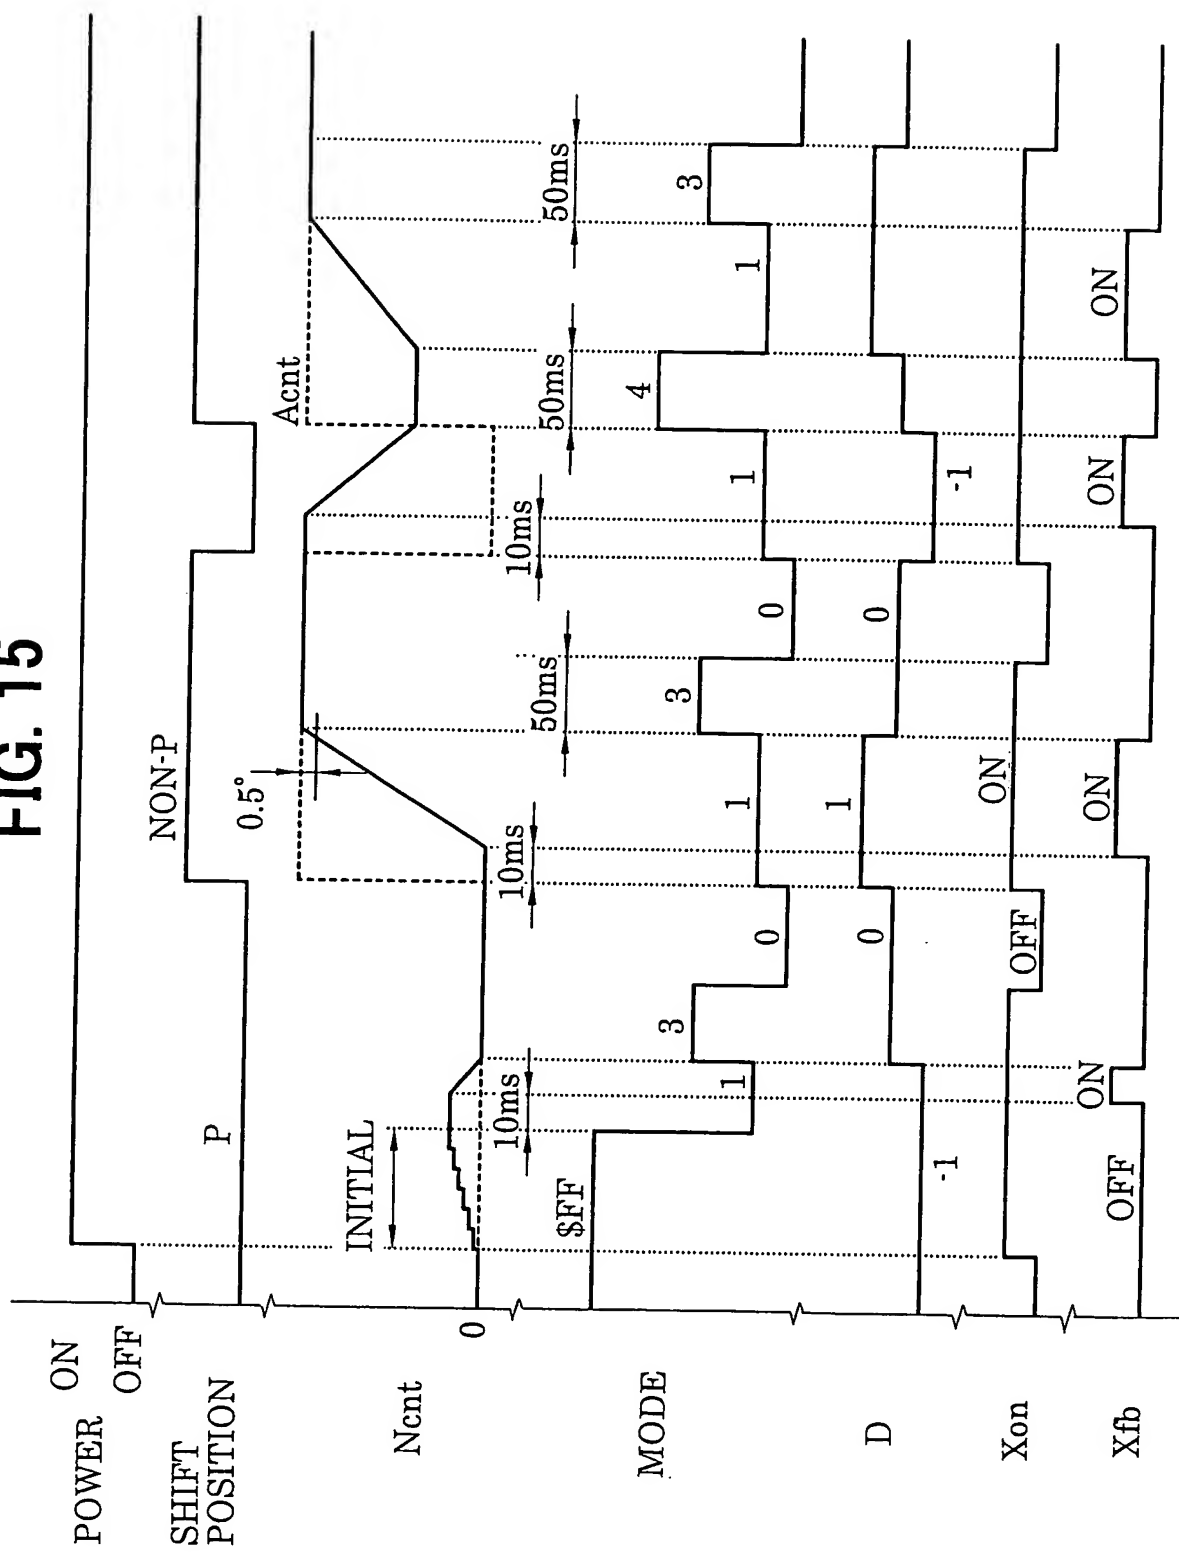 FIG. 15
POWER
ON
OFF
SHIFT
POSITION
P
NON-P
Ncnt
0
INITIAL
10ms
0.5°
10ms
50ms
10ms
Acnt
50ms
50ms
MODE
$FF
1
3
0
1
3
0
1
4
1
3
D
-1
0
1
0
-1
Xon
OFF
ON
Xfb
OFF
ON
ON
ON
ON